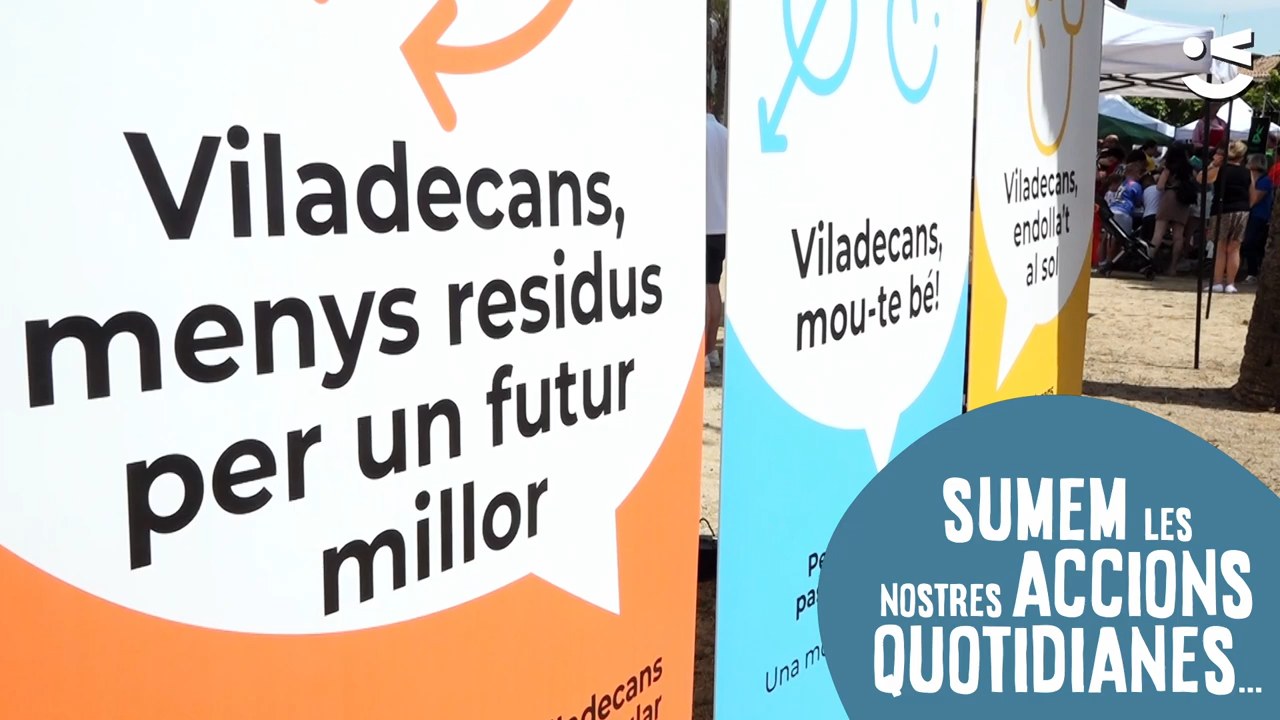 Viladecans,
menys residus
per un futur
millor
Viladecans,
mou-te bé!
Una
Viladecans,
endolla't
al sol
SUMEM LES
NOSTRES ACCIONS
QUOTIDIANES...